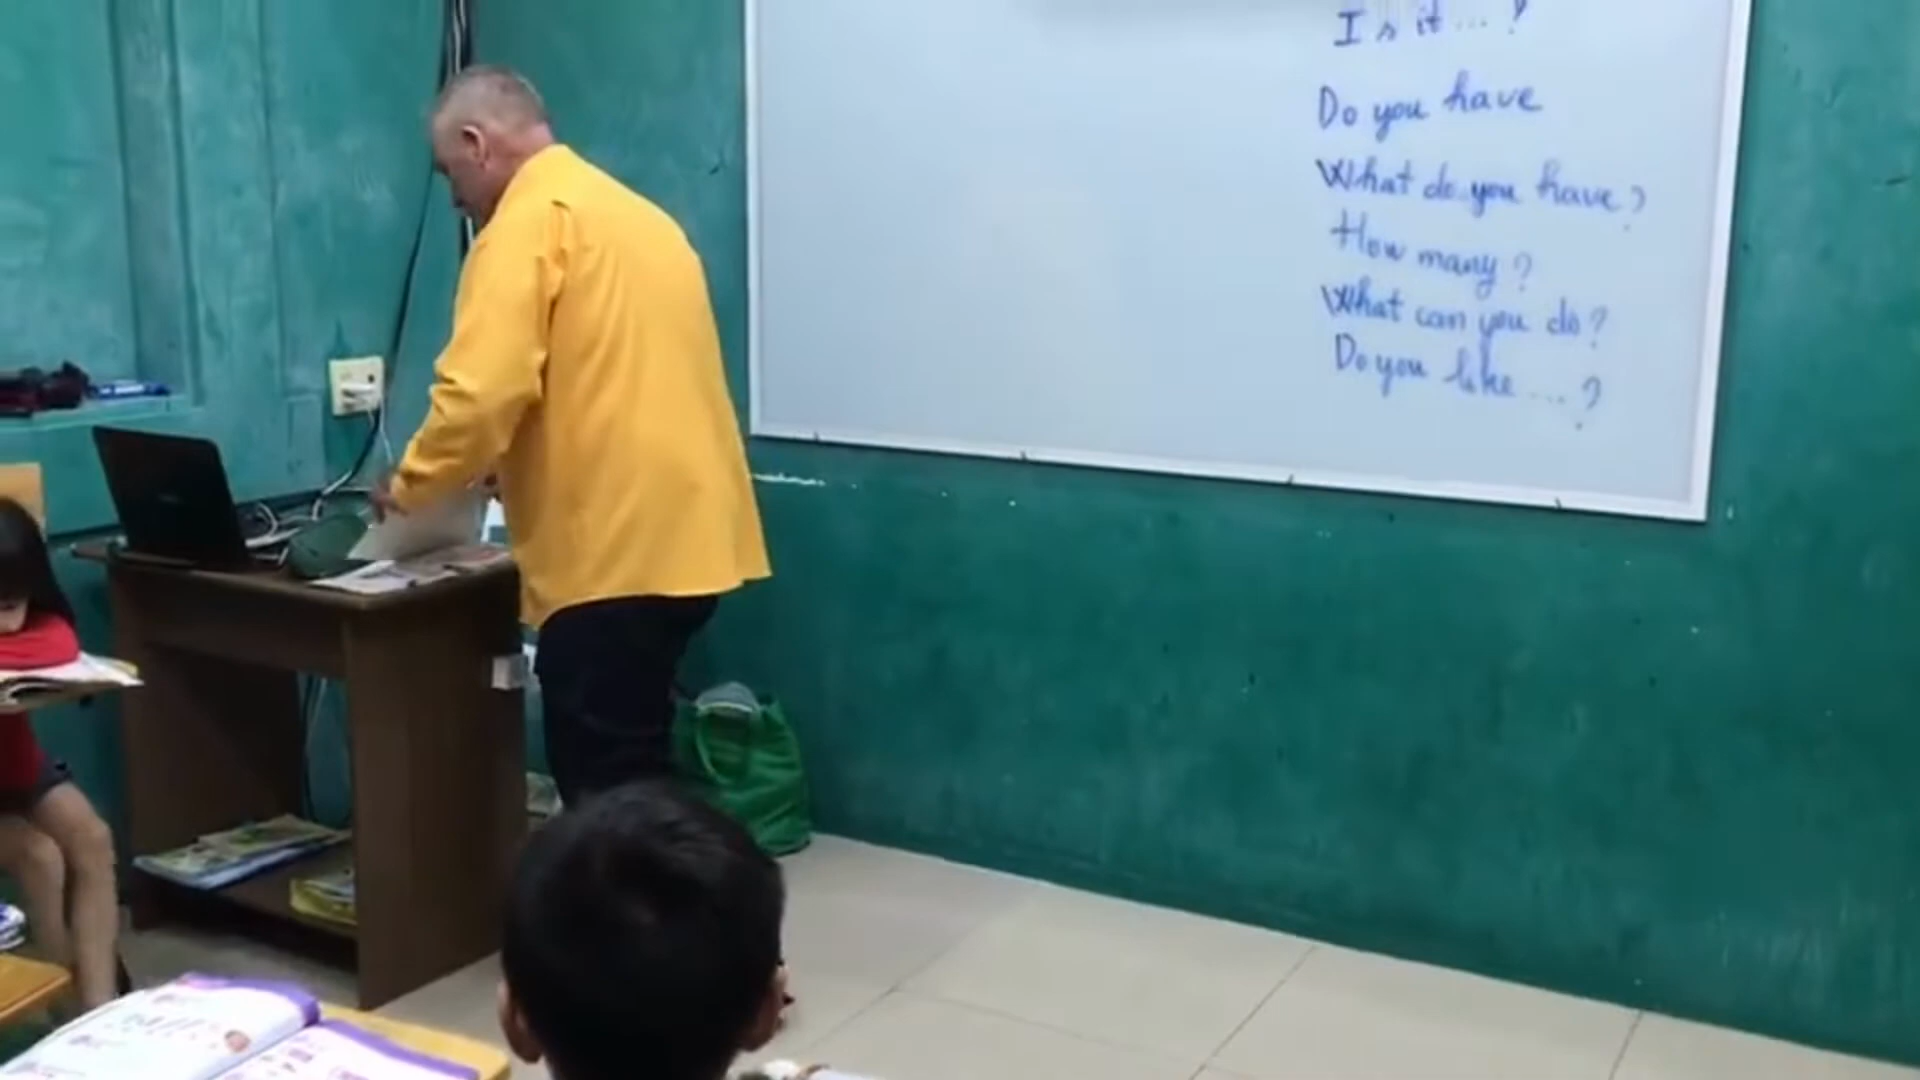 Is it ... ?
Do you have
What do you have?
How many?
What can you do?
Do you like ... ?